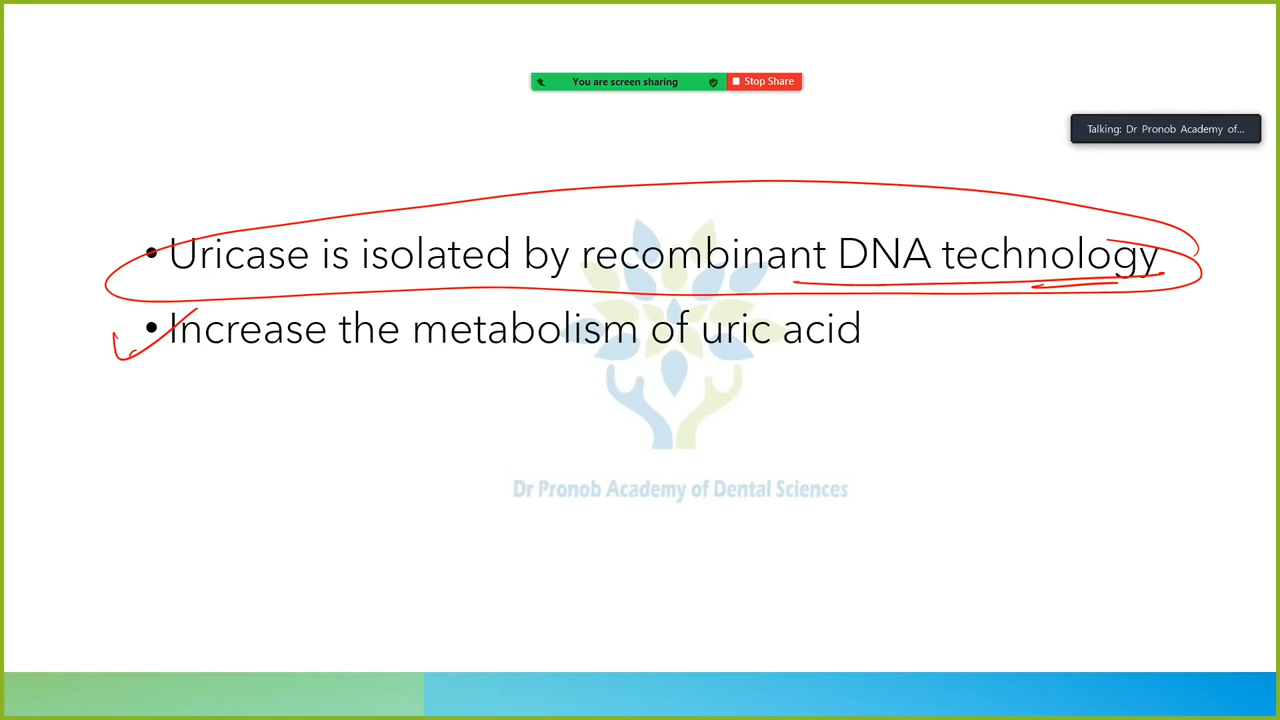 You are screen sharing
Stop Share
Talking: Dr Pronob Academy of...
• Uricase is isolated by recombinant DNA technology
• Increase the metabolism of uric acid
Dr Pronob Academy of Dental Sciences